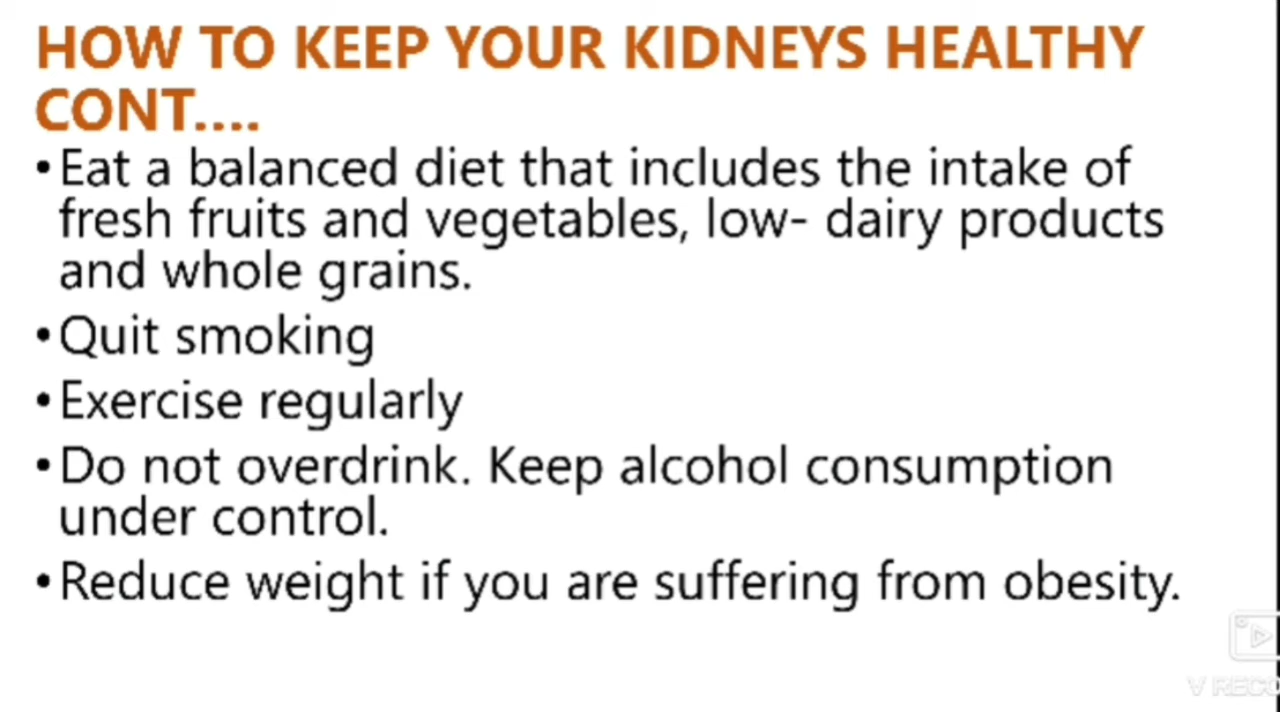 HOW TO KEEP YOUR KIDNEYS HEALTHY
CONT....
•Eat a balanced diet that includes the intake of
fresh fruits and vegetables, low- dairy products
and whole grains.
•Quit smoking
•Exercise regularly
•Do not overdrink. Keep alcohol consumption
under control.
•Reduce weight if you are suffering from obesity.
V RECO